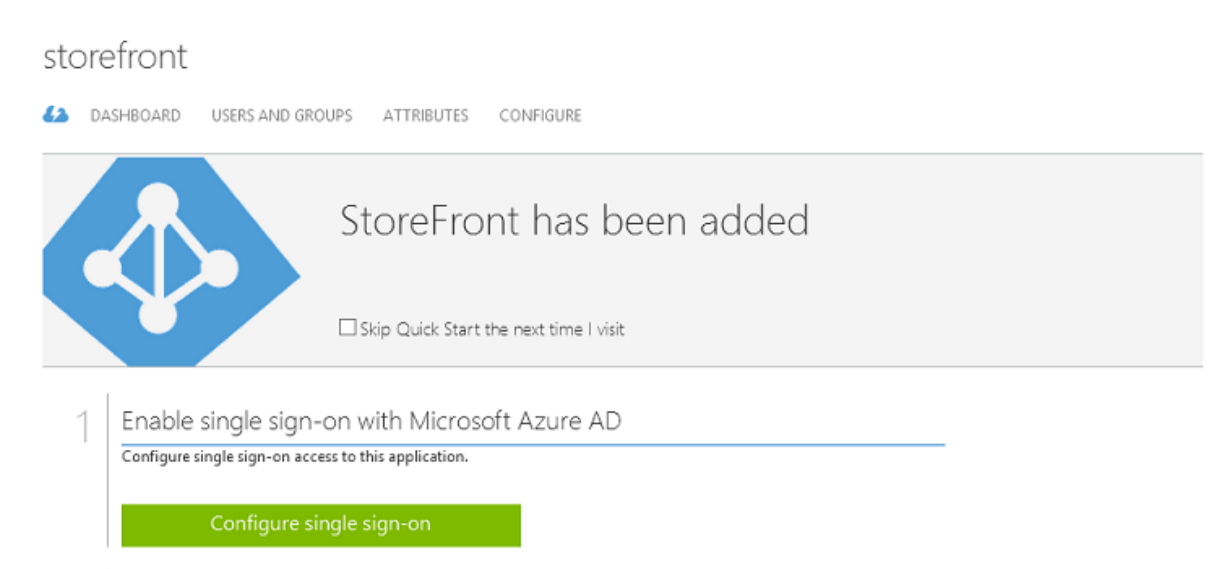 storefront
DASHBOARD USERS AND GROUPS ATTRIBUTES CONFIGURE
StoreFront has been added
Skip Quick Start the next time I visit
1 Enable single sign-on with Microsoft Azure AD
Configure single sign-on access to this application.
Configure single sign-on